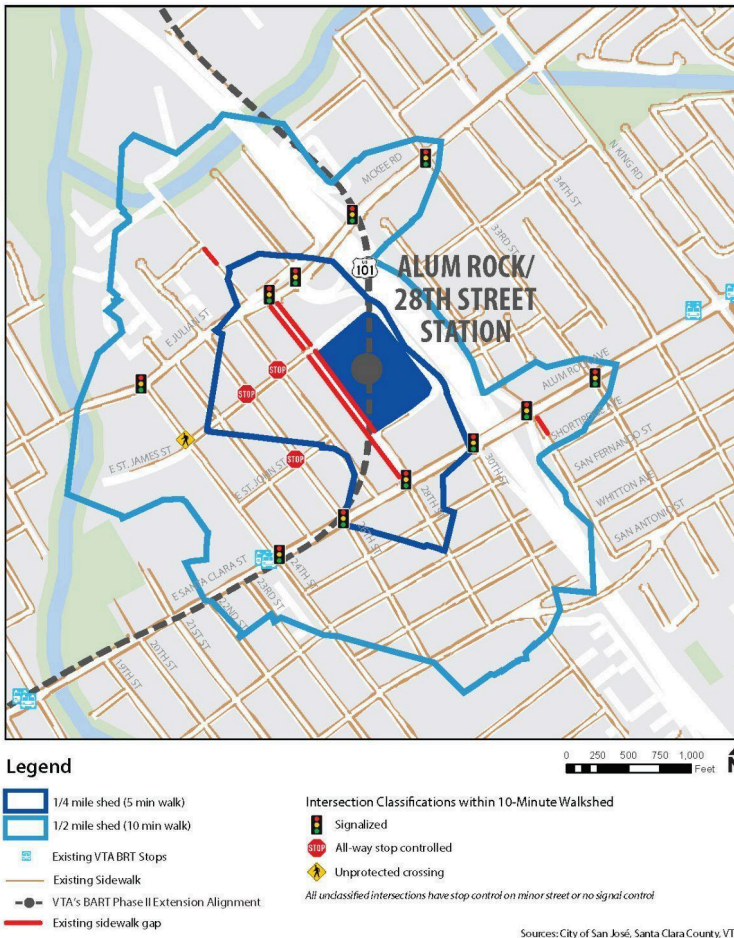 MCKEE RD
N KING RD
34TH ST
33RD ST
US
101
ALUM ROCK/
28TH STREET
STATION
E JULIAN ST
ALUM ROCK AVE
STOP
STOP
SHORTRIDGE AVE
SAN FERNANDO ST
E ST. JAMES ST
E ST. JOHN ST
STOP
30TH ST
WHITTON AVE
28TH ST
SAN ANTONIO ST
E SANTA CLARA ST
24TH ST
23RD ST
22ND ST
21ST ST
20TH ST
19TH ST
Legend
0 250 500 750 1,000
Feet
N
1/4 mile shed (5 min walk)
1/2 mile shed (10 min walk)
Existing VTA BRT Stops
Existing Sidewalk
VTA's BART Phase II Extension Alignment
Existing sidewalk gap
Intersection Classifications within 10-Minute Walkshed
Signalized
STOP
All-way stop controlled
Unprotected crossing
All unclassified intersections have stop control on minor street or no signal control
Sources: City of San José, Santa Clara County, VT